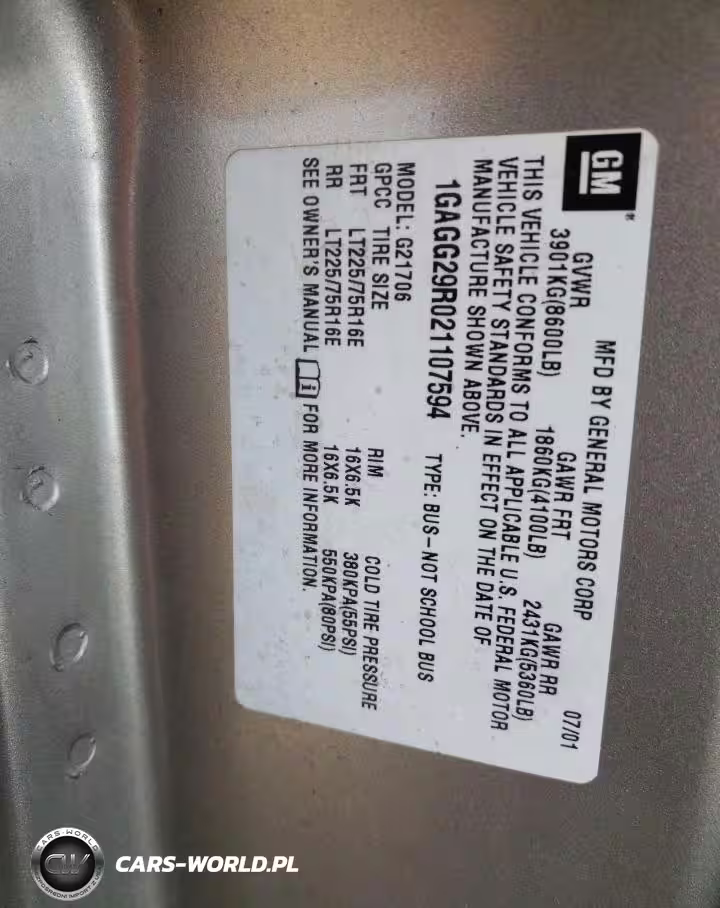 GM®
MFD BY GENERAL MOTORS CORP 07/01
GVWR GAWR FRT GAWR RR
3901KG(8600LB) 1860KG(4100LB) 2431KG(5360LB)
THIS VEHICLE CONFORMS TO ALL APPLICABLE U.S. FEDERAL MOTOR
VEHICLE SAFETY STANDARDS IN EFFECT ON THE DATE OF
MANUFACTURE SHOWN ABOVE.
1GAGG29R021107594 TYPE: BUS-NOT SCHOOL BUS
MODEL: G21706
GPCC TIRE SIZE RIM COLD TIRE PRESSURE
FRT LT225/75R16E 16X6.5K 380KPA(55PSI)
RR LT225/75R16E 16X6.5K 550KPA(80PSI)
SEE OWNER'S MANUAL i FOR MORE INFORMATION.
CARS-WORLD
CW
CARS-WORLD.PL